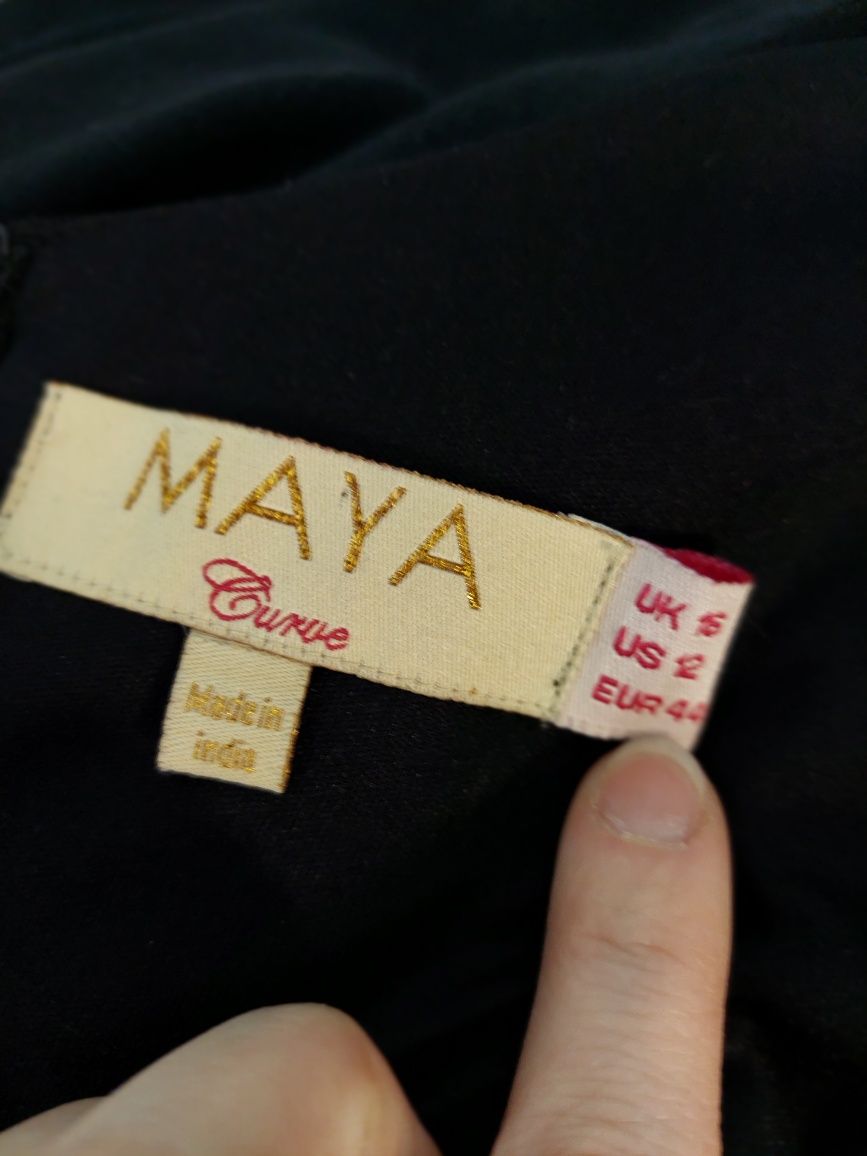 MAYA
Curve
Made in
india
UK 16
US 12
EUR 44